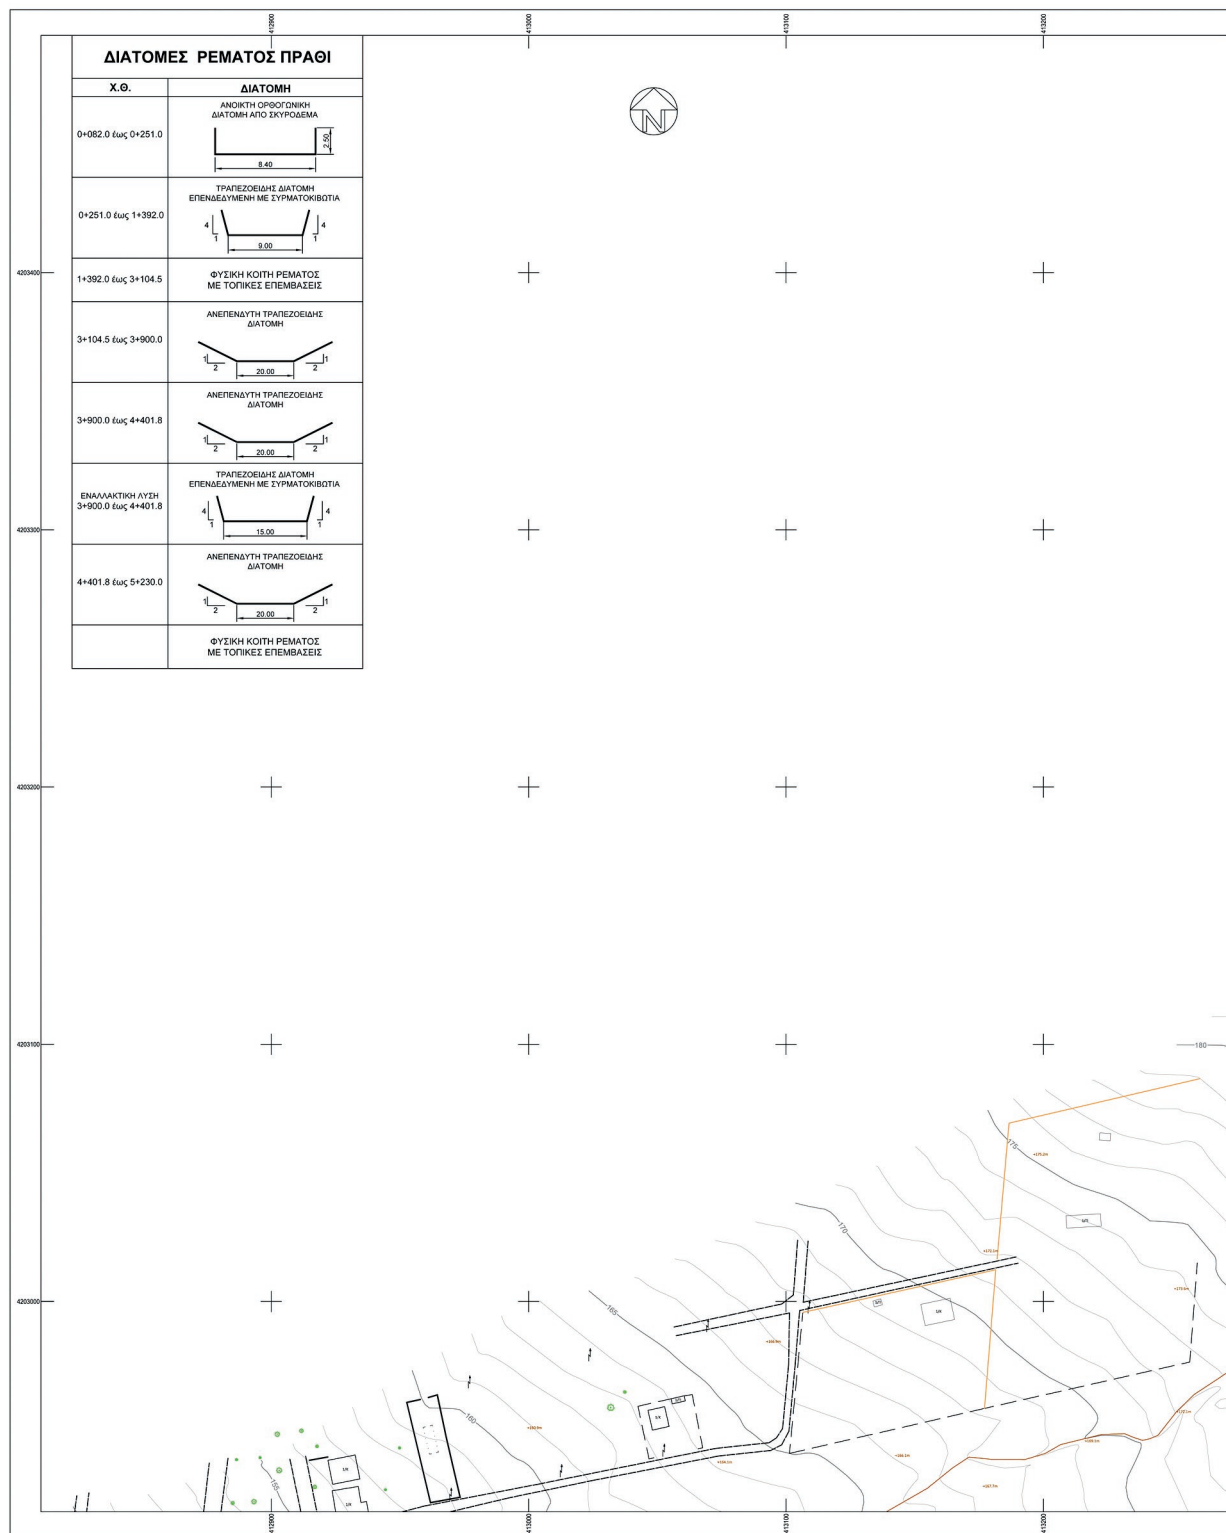 412900
413000
413100
413200
ΔΙΑΤΟΜΕΣ ΡΕΜΑΤΟΣ ΠΡΑΘΙ
Χ.Θ. ΔΙΑΤΟΜΗ
0+082.0 έως 0+251.0
ΑΝΟΙΚΤΗ ΟΡΘΟΓΩΝΙΚΗ
ΔΙΑΤΟΜΗ ΑΠΟ ΣΚΥΡΟΔΕΜΑ
2.50
8.40
0+251.0 έως 1+392.0
ΤΡΑΠΕΖΟΕΙΔΗΣ ΔΙΑΤΟΜΗ
ΕΠΕΝΔΕΔΥΜΕΝΗ ΜΕ ΣΥΡΜΑΤΟΚΙΒΩΤΙΑ
4 4
1 1
9.00
1+392.0 έως 3+104.5
ΦΥΣΙΚΗ ΚΟΙΤΗ ΡΕΜΑΤΟΣ
ΜΕ ΤΟΠΙΚΕΣ ΕΠΕΜΒΑΣΕΙΣ
3+104.5 έως 3+900.0
ΑΝΕΠΕΝΔΥΤΗ ΤΡΑΠΕΖΟΕΙΔΗΣ
ΔΙΑΤΟΜΗ
1 1
2 2
20.00
3+900.0 έως 4+401.8
ΑΝΕΠΕΝΔΥΤΗ ΤΡΑΠΕΖΟΕΙΔΗΣ
ΔΙΑΤΟΜΗ
1 1
2 2
20.00
ΕΝΑΛΛΑΚΤΙΚΗ ΛΥΣΗ
3+900.0 έως 4+401.8
ΤΡΑΠΕΖΟΕΙΔΗΣ ΔΙΑΤΟΜΗ
ΕΠΕΝΔΕΔΥΜΕΝΗ ΜΕ ΣΥΡΜΑΤΟΚΙΒΩΤΙΑ
4 4
1 1
15.00
4+401.8 έως 5+230.0
ΑΝΕΠΕΝΔΥΤΗ ΤΡΑΠΕΖΟΕΙΔΗΣ
ΔΙΑΤΟΜΗ
1 1
2 2
20.00
ΦΥΣΙΚΗ ΚΟΙΤΗ ΡΕΜΑΤΟΣ
ΜΕ ΤΟΠΙΚΕΣ ΕΠΕΜΒΑΣΕΙΣ
N
4203400
4203300
4203200
4203100
4203000
180
175
170
165
160
155
412900
413000
413100
413200